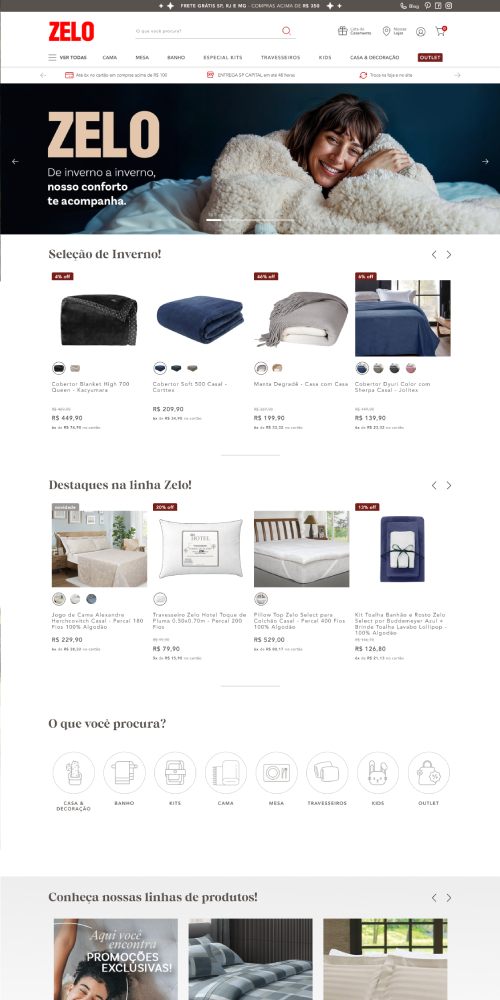 FRETE GRÁTIS SP, RJ E MG - COMPRAS ACIMA DE R$ 350
Blog
ZELO
O que você procura?
Lista de
Casamento
Nossas
Lojas
0
VER TODAS
CAMA
MESA
BANHO
ESPECIAL KITS
TRAVESSEIROS
KIDS
CASA & DECORAÇÃO
OUTLET
Até 6x no cartão em compras acima de R$ 100
ENTREGA SP CAPITAL em até 48 horas
Troca na loja e no site
ZELO
De inverno a inverno,
nosso conforto
te acompanha.
Seleção de Inverno!
4% off
46% off
6% off
Cobertor Blanket High 700
Queen - Kacyumara
R$ 449,90
6x de R$ 74,98 no cartão
Cobertor Soft 500 Casal -
Corttex
R$ 209,90
6x de R$ 34,98 no cartão
Manta Degradê - Casa com Casa
R$ 199,90
6x de R$ 33,32 no cartão
Cobertor Dyuri Color com
Sherpa Casal - Jolitex
R$ 139,90
6x de R$ 23,32 no cartão
Destaques na linha Zelo!
novidade
20% off
13% off
HOTEL
Jogo de Cama Alexandre
Herchcovitch Casal - Percal 180
Fios 100% Algodão
R$ 229,90
6x de R$ 38,32 no cartão
Travesseiro Zelo Hotel Toque de
Pluma 0,50x0,70m - Percal 200
Fios
R$ 79,90
5x de R$ 15,98 no cartão
Pillow Top Zelo Select para
Colchão Casal - Percal 400 Fios
100% Algodão
R$ 529,00
6x de R$ 88,17 no cartão
Kit Toalha Banhão e Rosto Zelo
Select por Buddemeyer Azul +
Brinde Toalha Lavabo Lollipop -
100% Algodão
R$ 126,80
6x de R$ 21,13 no cartão
O que você procura?
CASA &
DECORAÇÃO
BANHO
KITS
CAMA
MESA
TRAVESSEIROS
KIDS
OUTLET
Conheça nossas linhas de produtos!
Aqui você
encontra
PROMOÇÕES
EXCLUSIVAS!